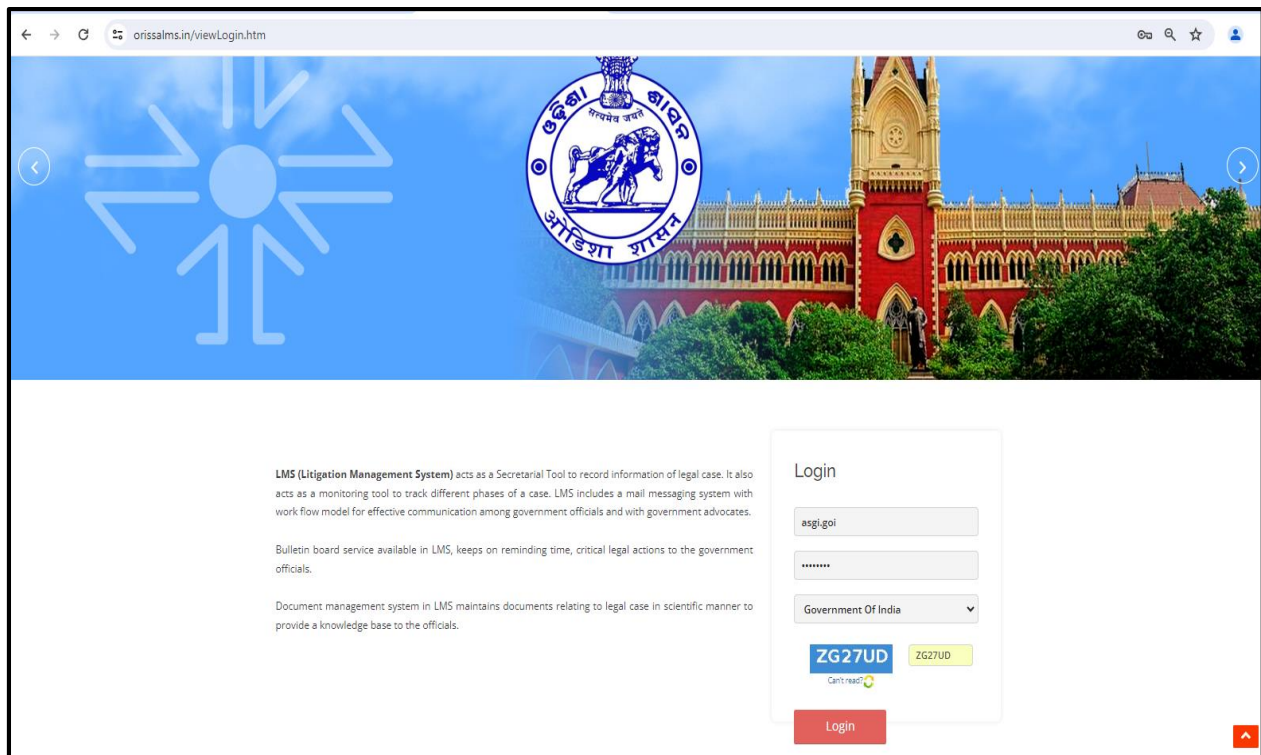 orissalms.in/viewLogin.htm
ଓଡ଼ିଶା ଶାସନ
सत्यमेव जयते
ओडिशा शासन
LMS (Litigation Management System) acts as a Secretarial Tool to record information of legal case. It also
acts as a monitoring tool to track different phases of a case. LMS includes a mail messaging system with
work flow model for effective communication among government officials and with government advocates.
Bulletin board service available in LMS, keeps on reminding time, critical legal actions to the government
officials.
Document management system in LMS maintains documents relating to legal case in scientific manner to
provide a knowledge base to the officials.
Login
asgi.goi
••••••••
Government Of India
ZG27UD
ZG27UD
Can't read?
Login